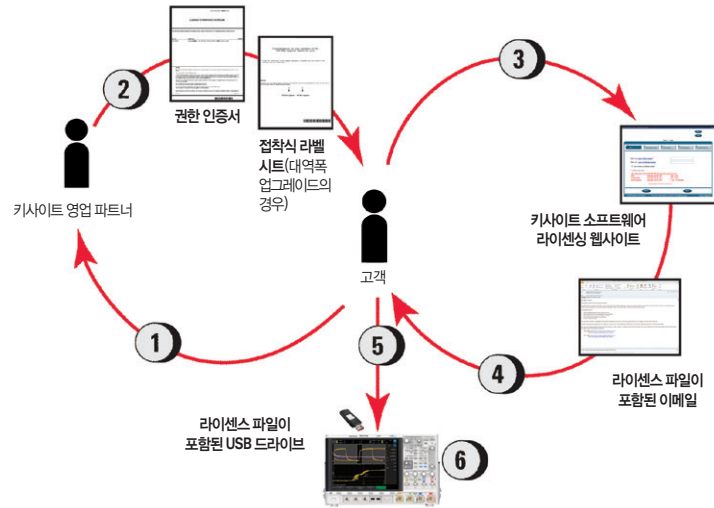 2
권한 인증서
접착식 라벨
시트(대역폭
업그레이드의
경우)
3
키사이트 영업 파트너
키사이트 소프트웨어
라이센싱 웹사이트
고객
1
5
4
라이센스 파일이
포함된 이메일
라이센스 파일이
포함된 USB 드라이브
6